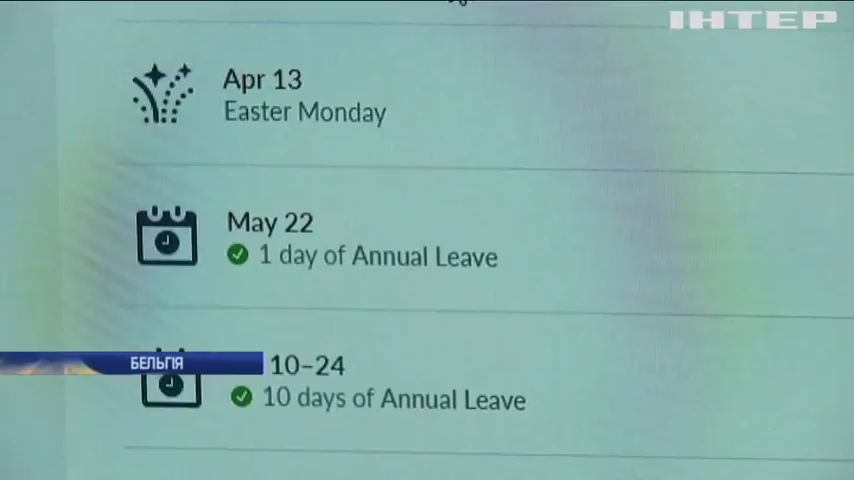 ІНТЕР
Apr 13
Easter Monday
May 22
1 day of Annual Leave
БЕЛЬГІЯ
10–24
10 days of Annual Leave